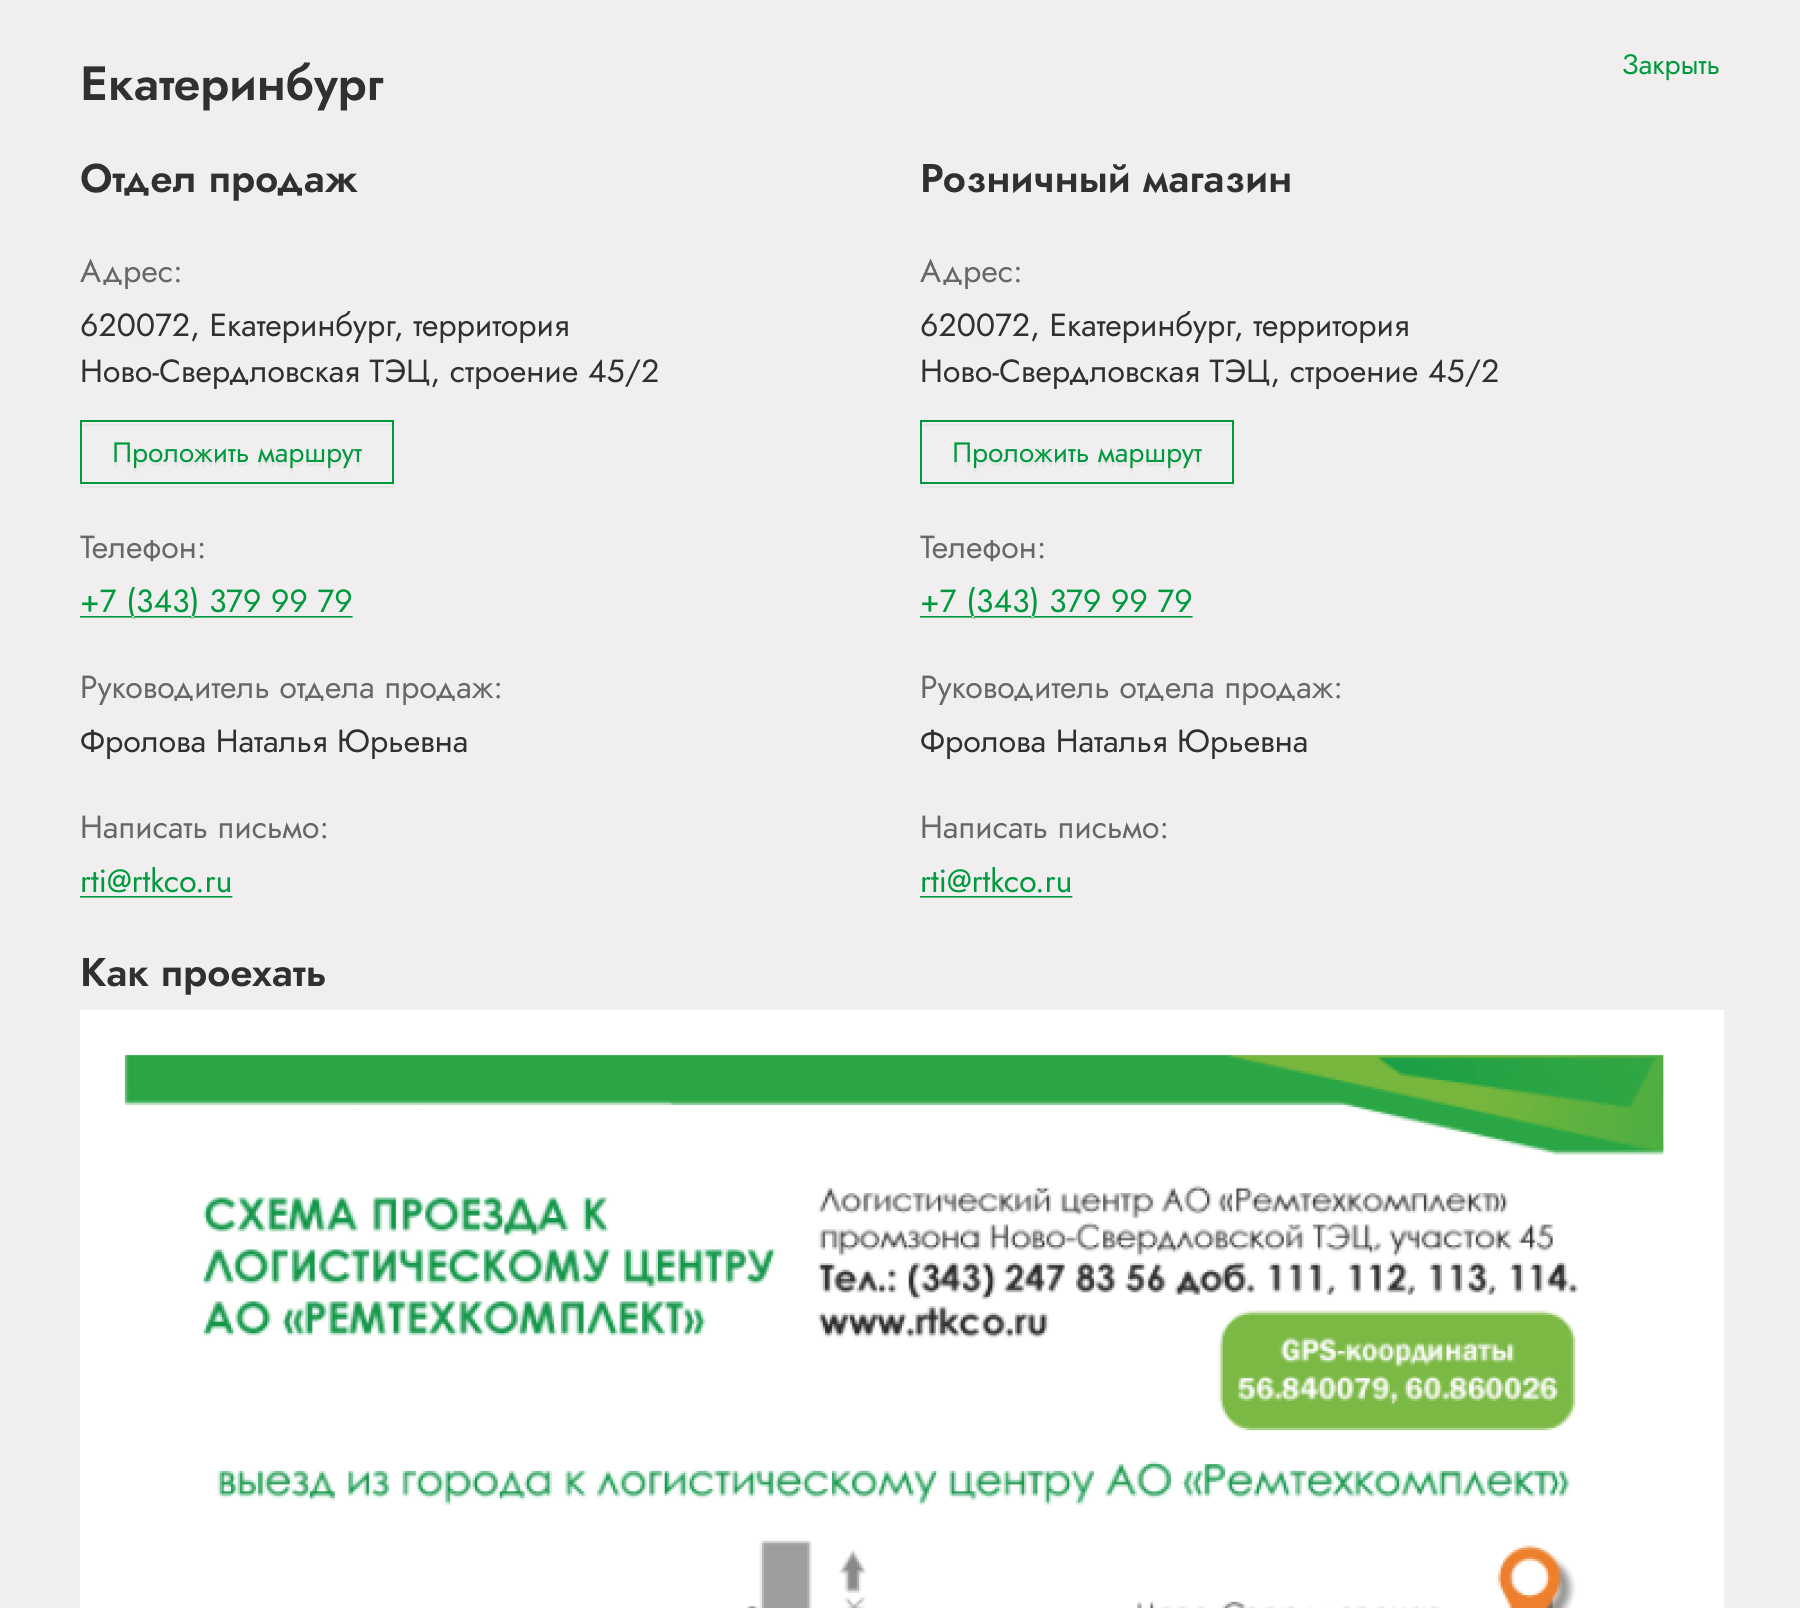 Екатеринбург
Закрыть
Отдел продаж
Адрес:
620072, Екатеринбург, территория
Ново-Свердловская ТЭЦ, строение 45/2
Проложить маршрут
Телефон:
+7 (343) 379 99 79
Руководитель отдела продаж:
Фролова Наталья Юрьевна
Написать письмо:
rti@rtkco.ru
Розничный магазин
Адрес:
620072, Екатеринбург, территория
Ново-Свердловская ТЭЦ, строение 45/2
Проложить маршрут
Телефон:
+7 (343) 379 99 79
Руководитель отдела продаж:
Фролова Наталья Юрьевна
Написать письмо:
rti@rtkco.ru
Как проехать
СХЕМА ПРОЕЗДА К
ЛОГИСТИЧЕСКОМУ ЦЕНТРУ
АО «РЕМТЕХКОМПЛЕКТ»
Логистический центр АО «Ремтехкомплект»
промзона Ново-Свердловской ТЭЦ, участок 45
Тел.: (343) 247 83 56 доб. 111, 112, 113, 114.
www.rtkco.ru
GPS-координаты
56.840079, 60.860026
выезд из города к логистическому центру АО «Ремтехкомплект»